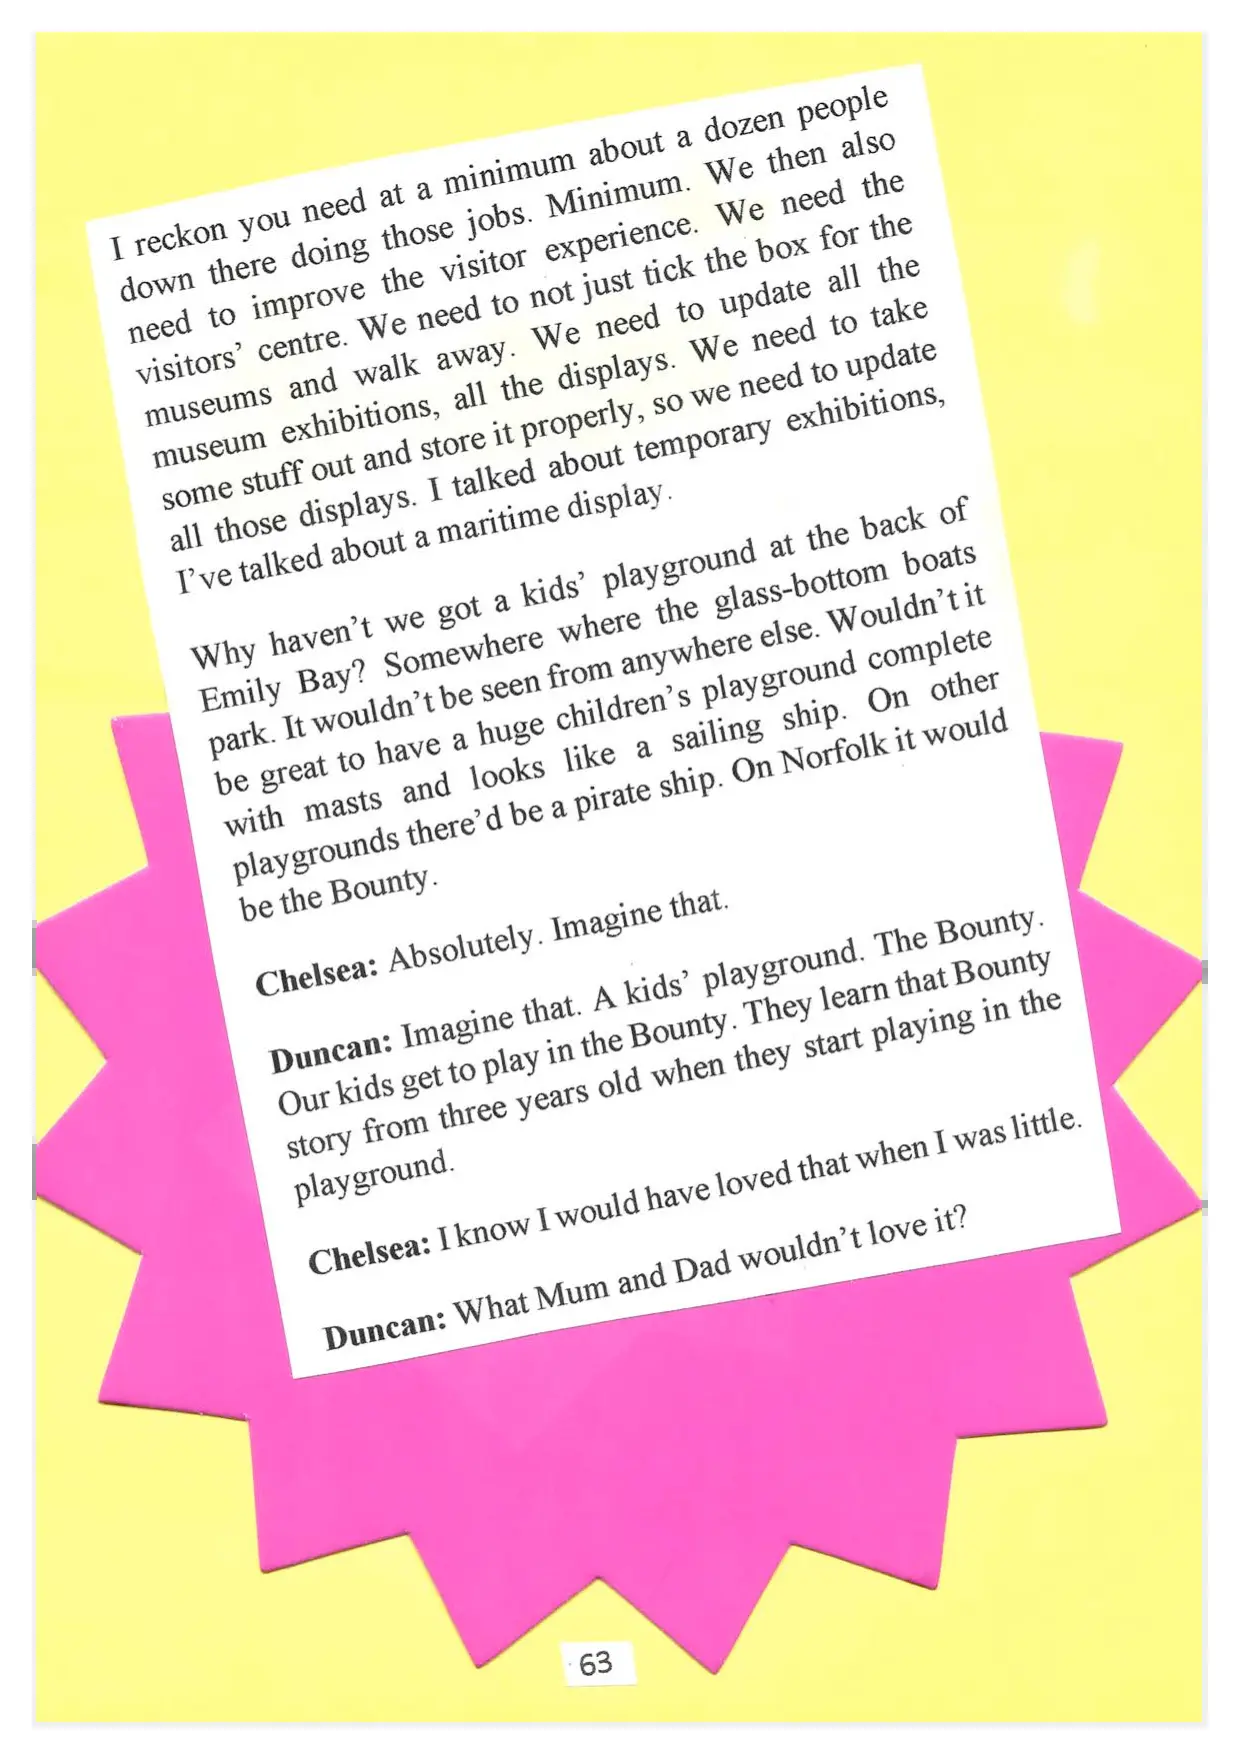 I reckon you need at a minimum about a dozen people
down there doing those jobs. Minimum. We then also
need to improve the visitor experience. We need the
visitors’ centre. We need to not just tick the box for the
museums and walk away. We need to update all the
museum exhibitions, all the displays. We need to take
some stuff out and store it properly, so we need to update
all those displays. I talked about temporary exhibitions,
I’ve talked about a maritime display.
Why haven’t we got a kids’ playground at the back of
Emily Bay? Somewhere where the glass-bottom boats
park. It wouldn’t be seen from anywhere else. Wouldn’t it
be great to have a huge children’s playground complete
with masts and looks like a sailing ship. On other
playgrounds there’d be a pirate ship. On Norfolk it would
be the Bounty.
Chelsea: Absolutely. Imagine that.
Duncan: Imagine that. A kids’ playground. The Bounty.
Our kids get to play in the Bounty. They learn that Bounty
story from three years old when they start playing in the
playground.
Chelsea: I know I would have loved that when I was little.
Duncan: What Mum and Dad wouldn’t love it?
63